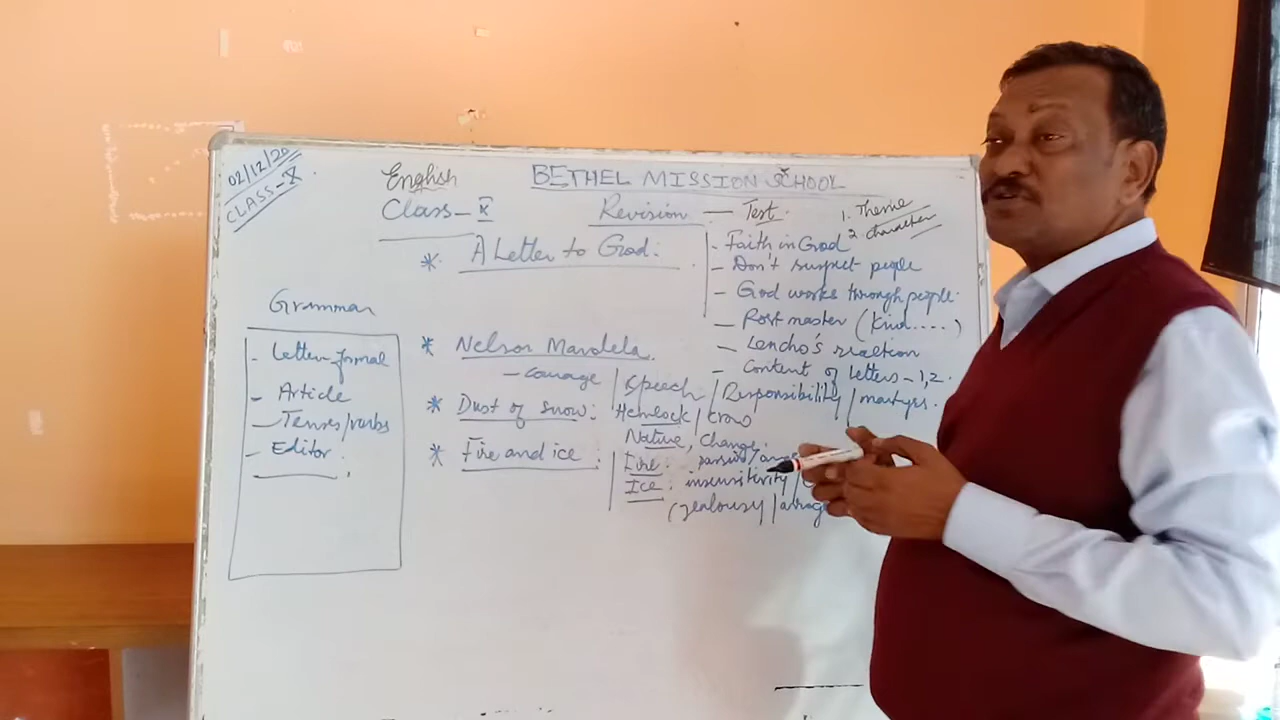 02/12/20
CLASS-X
English
BETHEL MISSION SCHOOL
Class - X
Revision — Test.
1. Theme
2. character
* A Letter to God:
- Faith in God
- Don't suspect people
- God works through people.
- Post master (kind....)
- Lencho's reaction
- Content of letters - 1, 2.
* Nelson Mandela.
- courage / speech / Responsibility / martyrs.
* Dust of snow: Hemlock / Crow
Nature, Change.
* Fire and ice:
Fire:
Ice: insensitivity /
(Jealousy /
Grammar
- Letter-formal
- Article
- Tenses/verbs
- Editor.